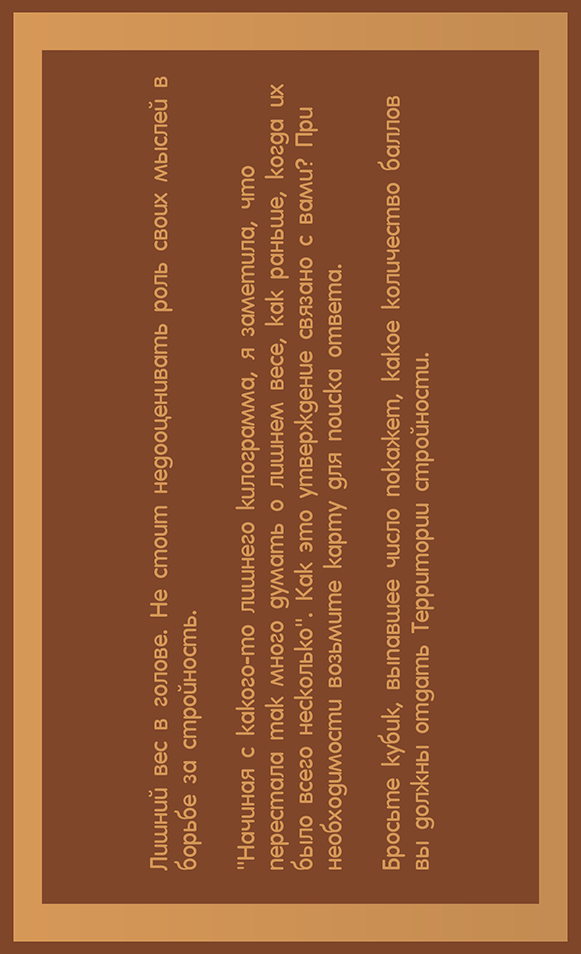 Лишний вес в голове. Не стоит недооценивать роль своих мыслей в
борьбе за стройность.
"Начиная с какого-то лишнего килограмма, я заметила, что
перестала так много думать о лишнем весе, как раньше, когда их
было всего несколько". Как это утверждение связано с вами? При
необходимости возьмите карту для поиска ответа.
Бросьте кубик, выпавшее число покажет, какое количество баллов
вы должны отдать Территории стройности.